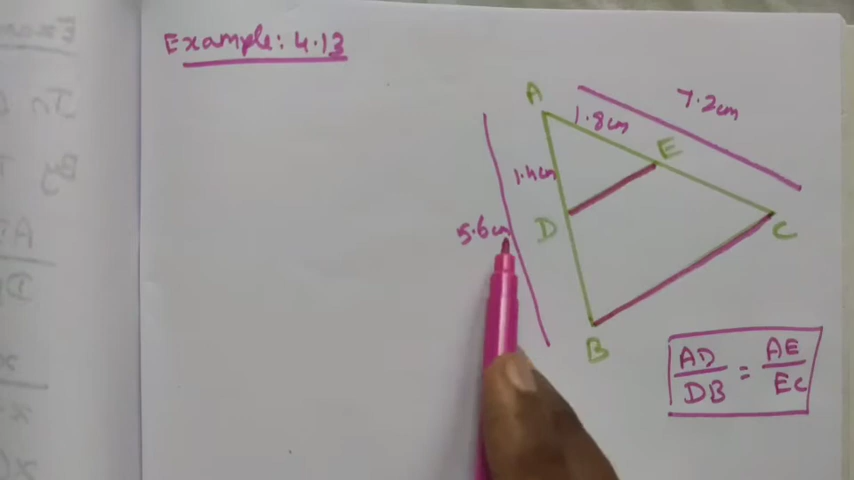 Example: 4.13
A
7.2cm
1.8cm
E
1.4cm
D
5.6cm
C
B
AD
DB
=
AE
EC